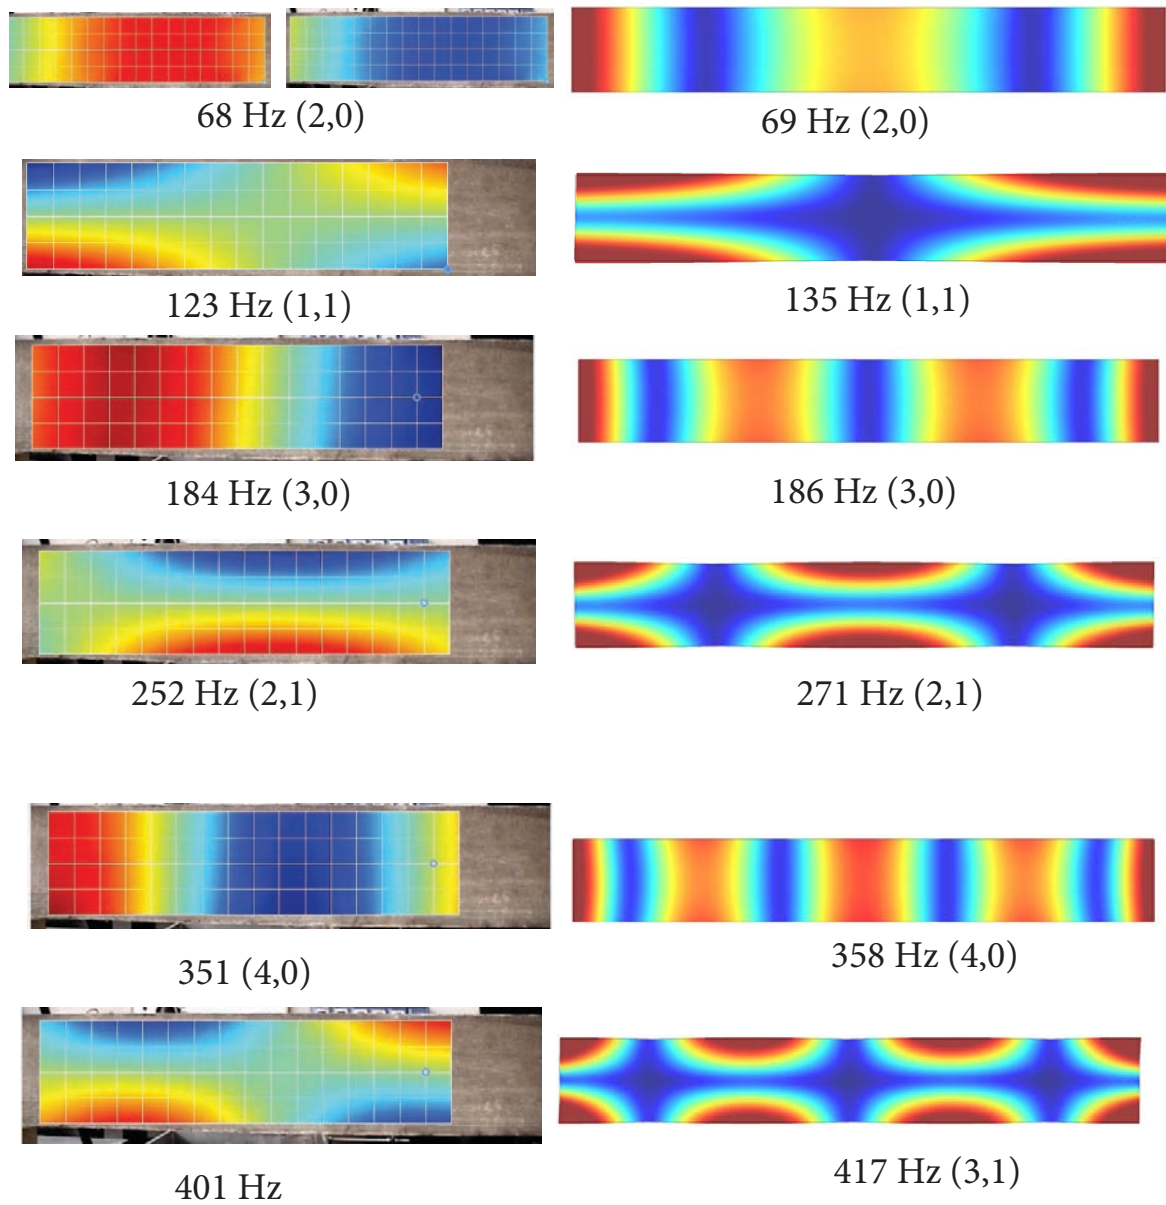 68 Hz (2,0)
69 Hz (2,0)
123 Hz (1,1)
135 Hz (1,1)
184 Hz (3,0)
186 Hz (3,0)
252 Hz (2,1)
271 Hz (2,1)
351 (4,0)
358 Hz (4,0)
401 Hz
417 Hz (3,1)